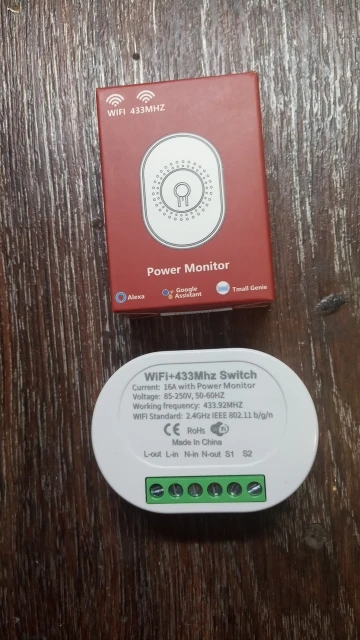 WIFI 433MHZ
Power Monitor
Alexa
Google Assistant
Tmall Genie
WiFi+433Mhz Switch
Current: 16A with Power Monitor
Voltage: 85-250V, 50-60HZ
Working frequency: 433.92MHZ
WIFI Standard: 2.4GHz IEEE 802.11 b/g/n
CE RoHs
Made In China
L-out L-in N-in N-out S1 S2